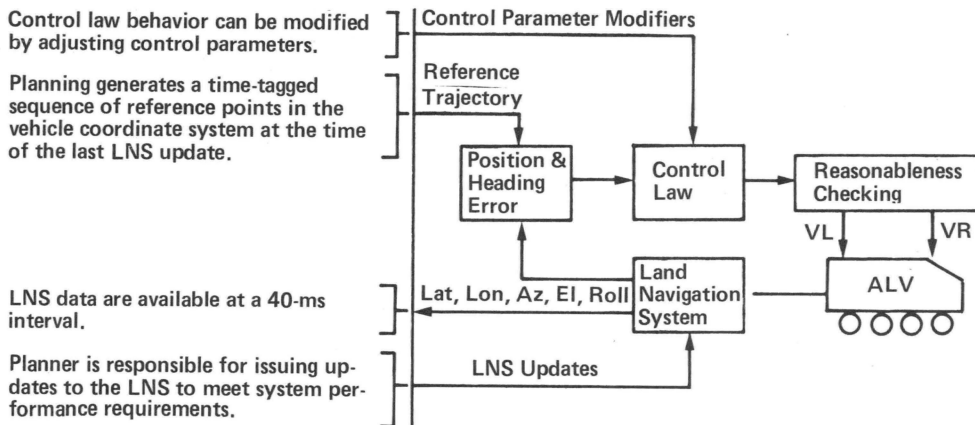 Control law behavior can be modified
by adjusting control parameters.
Control Parameter Modifiers
Planning generates a time-tagged
sequence of reference points in the
vehicle coordinate system at the time
of the last LNS update.
Reference
Trajectory
Position &
Heading
Error
Control
Law
Reasonableness
Checking
VL
VR
ALV
Land
Navigation
System
LNS data are available at a 40-ms
interval.
Lat, Lon, Az, El, Roll
Planner is responsible for issuing up-
dates to the LNS to meet system per-
formance requirements.
LNS Updates